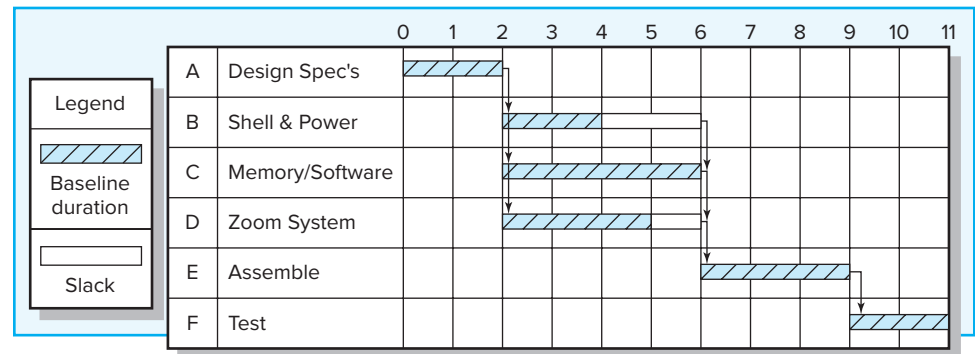 0 1 2 3 4 5 6 7 8 9 10 11
A Design Spec's
B Shell & Power
C Memory/Software
D Zoom System
E Assemble
F Test
Legend
Baseline
duration
Slack